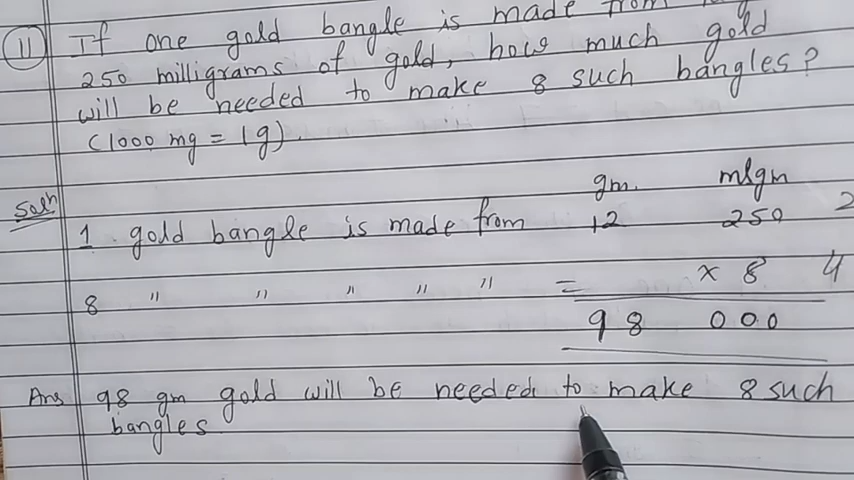 11 If one gold bangle is made from
250 milligrams of gold, how much gold
will be needed to make 8 such bangles?
(1000 mg = 1g).
gm. mlgm
Soln 1 gold bangle is made from 12 250 2
x 8 4
8 " " " " " =
98 000
Ans 98 gm gold will be needed to make 8 such
bangles